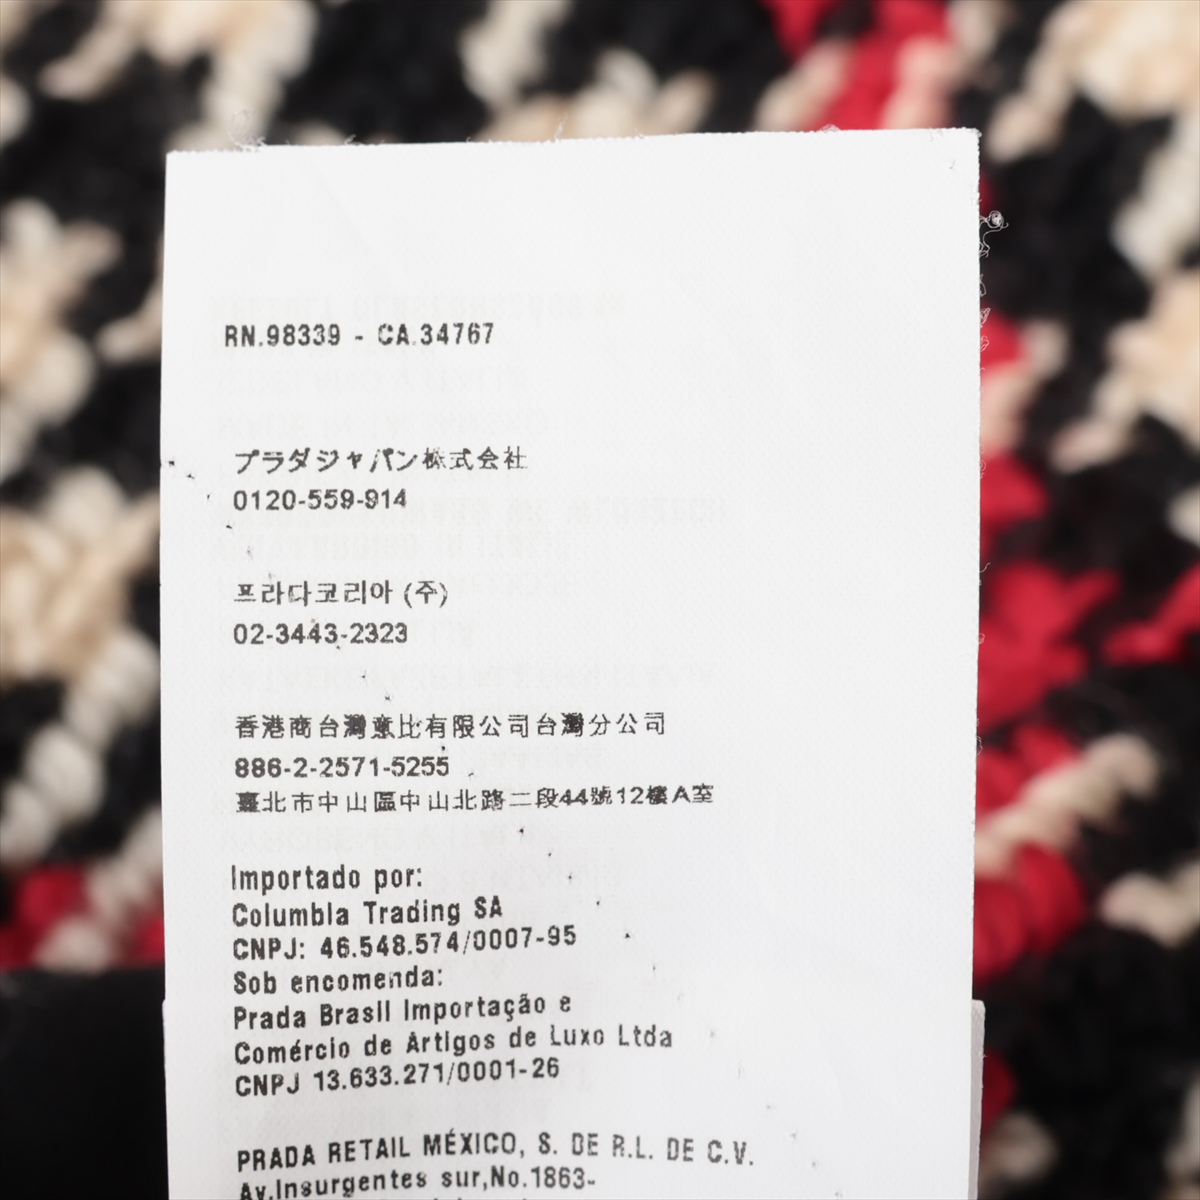 RN.98339 - CA.34767
プラダジャパン株式会社
0120-559-914
프라다코리아 (주)
02-3443-2323
香港商台灣意比有限公司台灣分公司
886-2-2571-5255
臺北市中山區中山北路二段44號12樓A室
Importado por:
Columbia Trading SA
CNPJ: 46.548.574/0007-95
Sob encomenda:
Prada Brasil Importação e
Comércio de Artigos de Luxo Ltda
CNPJ 13.633.271/0001-26
PRADA RETAIL MÉXICO, S. DE R.L. DE C.V.
Av.Insurgentes sur,No.1863-